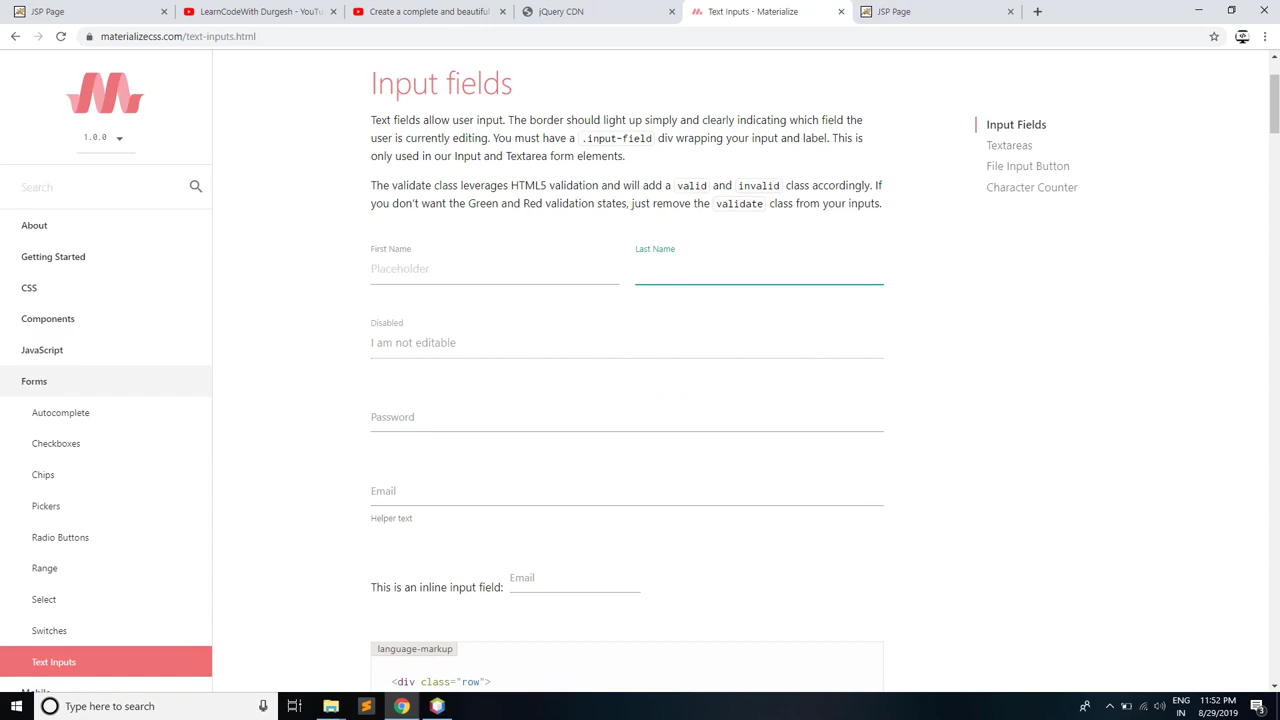 JSP Page
LearnCodeWith Durgesh - YouTu
Create a complete and beautiful
jQuery CDN
Text Inputs - Materialize
JSP Page
materializecss.com/text-inputs.html
1.0.0
Search
About
Getting Started
CSS
Components
JavaScript
Forms
Autocomplete
Checkboxes
Chips
Pickers
Radio Buttons
Range
Select
Switches
Text Inputs
Mobile
Input fields
Text fields allow user input. The border should light up simply and clearly indicating which field the
user is currently editing. You must have a .input-field div wrapping your input and label. This is
only used in our Input and Textarea form elements.
The validate class leverages HTML5 validation and will add a valid and invalid class accordingly. If
you don't want the Green and Red validation states, just remove the validate class from your inputs.
First Name
Placeholder
Last Name
Disabled
I am not editable
Password
Email
Helper text
This is an inline input field: Email
language-markup
<div class="row">
Input Fields
Textareas
File Input Button
Character Counter
Type here to search
ENG
IN
11:52 PM
8/29/2019
3